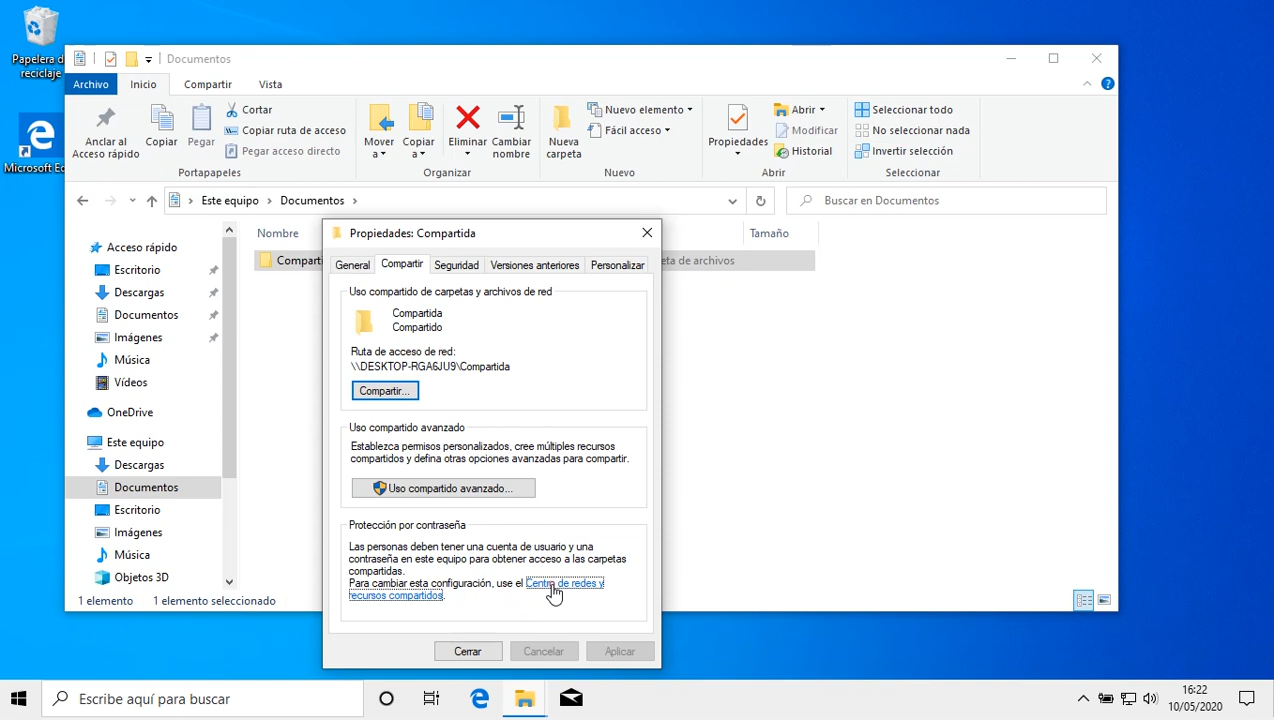 Papelera d
reciclaje
Microsoft Ed
Documentos
Archivo
Inicio
Compartir
Vista
Anclar al
Acceso rápido
Copiar
Pegar
Cortar
Copiar ruta de acceso
Pegar acceso directo
Portapapeles
Mover
a
Copiar
a
Eliminar
Cambiar
nombre
Organizar
Nueva
carpeta
Nuevo elemento
Fácil acceso
Nuevo
Propiedades
Abrir
Modificar
Historial
Abrir
Seleccionar todo
No seleccionar nada
Invertir selección
Seleccionar
Este equipo
Documentos
Buscar en Documentos
Acceso rápido
Escritorio
Descargas
Documentos
Imágenes
Música
Vídeos
OneDrive
Este equipo
Descargas
Documentos
Escritorio
Imágenes
Música
Objetos 3D
Nombre
Tamaño
Comparti
eta de archivos
Propiedades: Compartida
General
Compartir
Seguridad
Versiones anteriores
Personalizar
Uso compartido de carpetas y archivos de red
Compartida
Compartido
Ruta de acceso de red:
\\DESKTOP-RGA6JU9\Compartida
Compartir...
Uso compartido avanzado
Establezca permisos personalizados, cree múltiples recursos
compartidos y defina otras opciones avanzadas para compartir.
Uso compartido avanzado...
Protección por contraseña
Las personas deben tener una cuenta de usuario y una
contraseña en este equipo para obtener acceso a las carpetas
compartidas.
Para cambiar esta configuración, use el Centro de redes y
recursos compartidos.
Cerrar
Cancelar
Aplicar
1 elemento
1 elemento seleccionado
Escribe aquí para buscar
16:22
10/05/2020